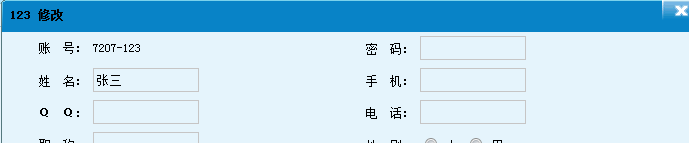 123 修改
账 号: 7207-123 密 码:
姓 名: 张三 手 机:
Q Q: 电 话: